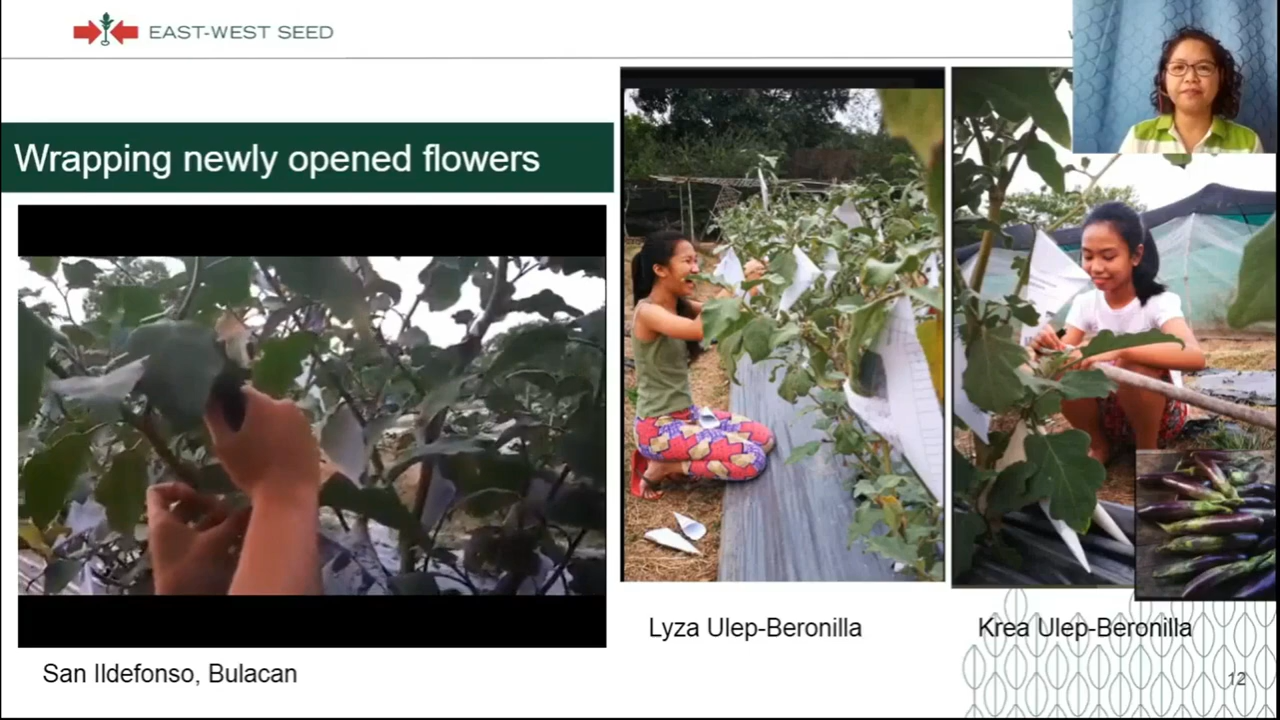 EAST-WEST SEED
Wrapping newly opened flowers
Lyza Ulep-Beronilla
Krea Ulep-Beronilla
San Ildefonso, Bulacan
12